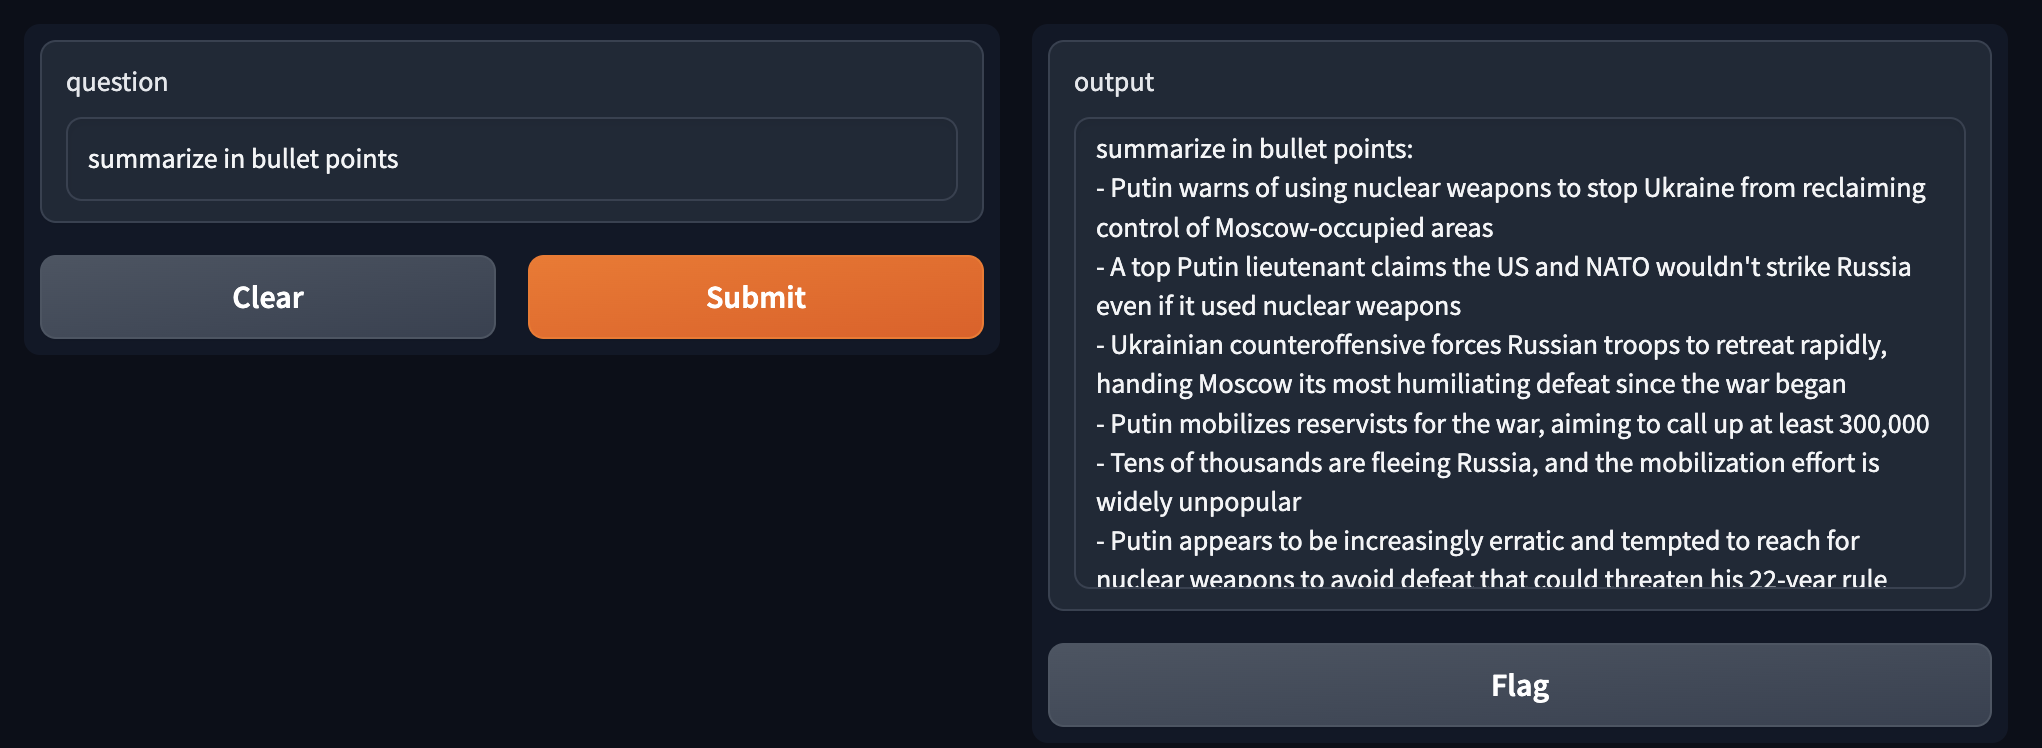 question
summarize in bullet points
Clear
Submit
output
summarize in bullet points:
- Putin warns of using nuclear weapons to stop Ukraine from reclaiming
control of Moscow-occupied areas
- A top Putin lieutenant claims the US and NATO wouldn't strike Russia
even if it used nuclear weapons
- Ukrainian counteroffensive forces Russian troops to retreat rapidly,
handing Moscow its most humiliating defeat since the war began
- Putin mobilizes reservists for the war, aiming to call up at least 300,000
- Tens of thousands are fleeing Russia, and the mobilization effort is
widely unpopular
- Putin appears to be increasingly erratic and tempted to reach for
nuclear weapons to avoid defeat that could threaten his 22-year rule
Flag